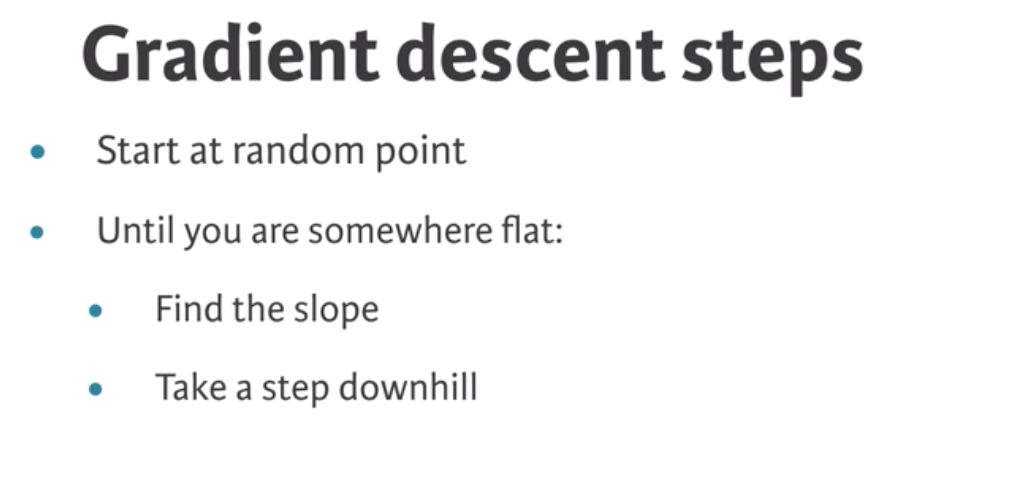 Gradient descent steps
• Start at random point
• Until you are somewhere flat:
• Find the slope
• Take a step downhill